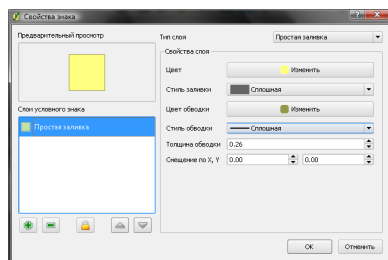 Свойства знака
Предварительный просмотр
Тип слоя
Простая заливка
Свойства слоя
Цвет
Изменить
Стиль заливки
Сплошная
Слои условного знака
Цвет обводки
Изменить
Простая заливка
Стиль обводки
Сплошная
Толщина обводки
0.26
Смещение по X, Y
0.00
0.00
OK
Отменить